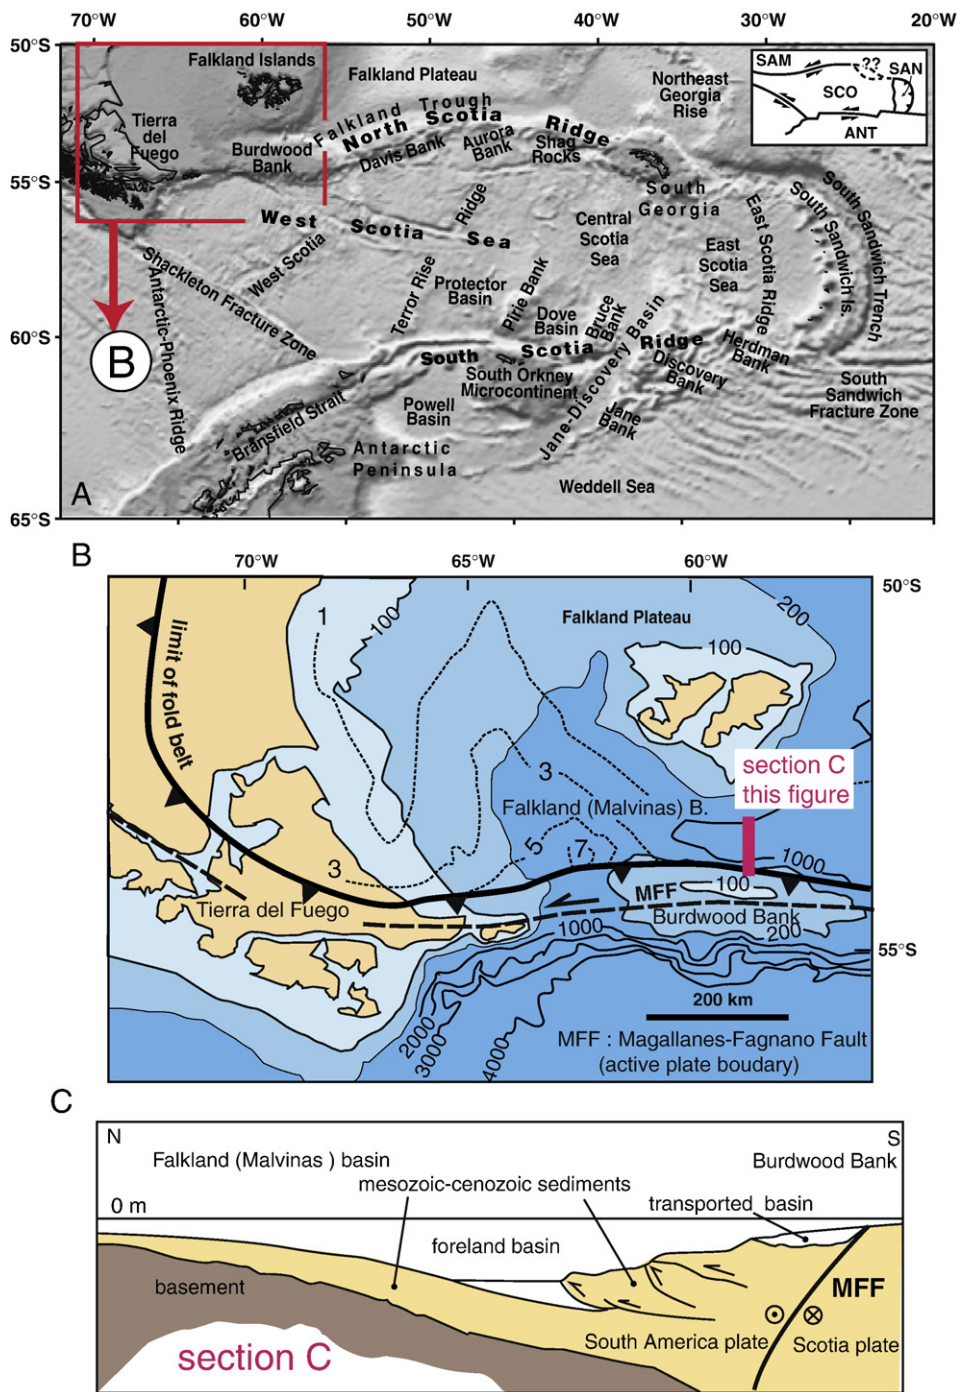 70°W 60°W 50°W 40°W 30°W 20°W
50°S
55°S
60°S
65°S
Falkland Islands
Falkland Plateau
Northeast
Georgia
Rise
SAM
??
SAN
SCO
ANT
Tierra
del
Fuego
Burdwood
Bank
Falkland Trough
North Scotia Ridge
Davis Bank
Aurora
Bank
Shag
Rocks
South
Georgia
West Scotia Sea
Ridge
West Scotia
Central
Scotia
Sea
East
Scotia
Sea
East Scotia Ridge
South Sandwich Is.
South Sandwich Trench
Shackleton Fracture Zone
Antarctic-Phoenix Ridge
Terror Rise
Protector
Basin
Pirie Bank
Dove
Basin
Bruce
Bank
Jane-Discovery Basin
South Scotia Ridge
Herdman
Bank
Discovery
Bank
South Orkney
Microcontinent
Jane
Bank
South
Sandwich
Fracture Zone
Powell
Basin
Bransfield Strait
Antarctic
Peninsula
Weddell Sea
B
A
B
70°W 65°W 60°W
50°S
55°S
limit of fold belt
1
100
200
Falkland Plateau
100
section C
this figure
3
Falkland (Malvinas) B.
5
7
3
1000
MFF
100
Tierra del Fuego
Burdwood Bank
200
1000
2000
3000
4000
200 km
MFF : Magallanes-Fagnano Fault
(active plate boudary)
C
N
S
Falkland (Malvinas ) basin
Burdwood Bank
mesozoic-cenozoic sediments
transported basin
0 m
foreland basin
basement
MFF
South America plate
Scotia plate
section C